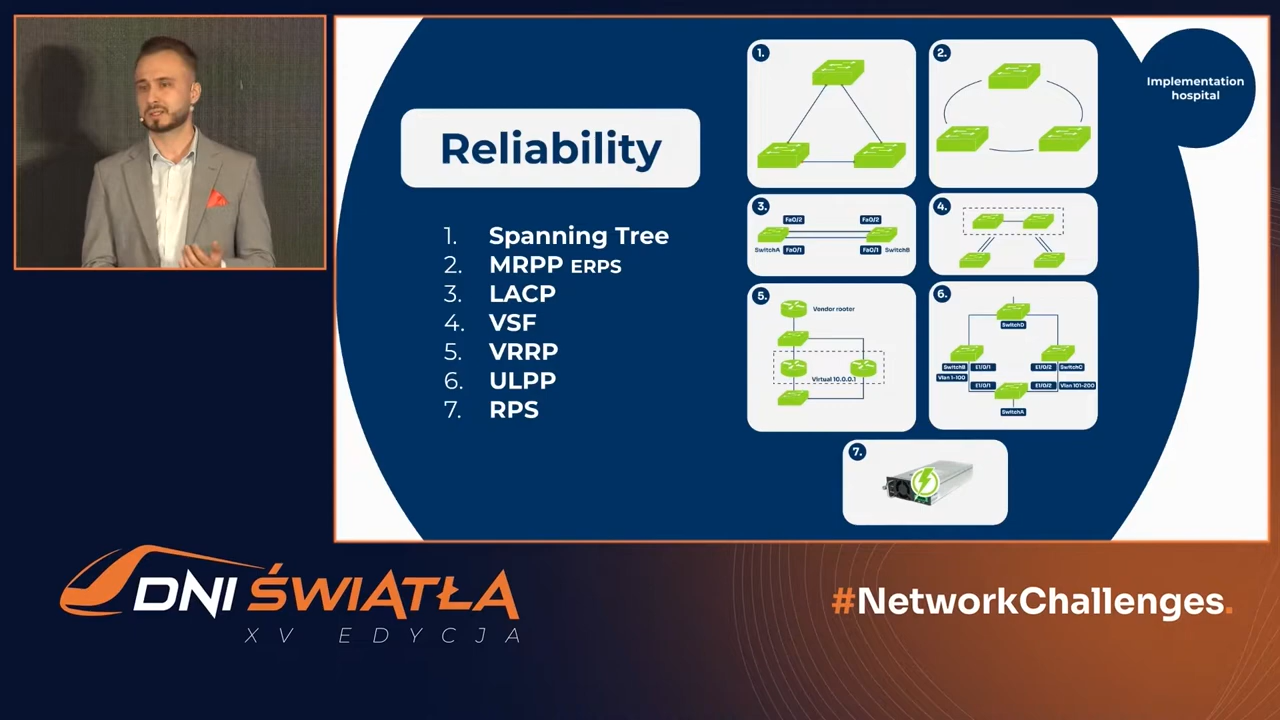 Reliability
1. Spanning Tree
2. MRPP ERPS
3. LACP
4. VSF
5. VRRP
6. ULPP
7. RPS
1.
2.
3.
Fa0/2 Fa0/2
SwitchA Fa0/1 Fa0/1 SwitchB
4.
5.
Vendor rooter
Virtual 10.0.0.1
6.
SwitchD
SwitchB E1/0/1 E1/0/2 SwitchC
Vlan 1-100 E1/0/1 E1/0/2 Vlan 101-200
SwitchA
7.
Implementation
hospital
DNI ŚWIATŁA
XV EDYCJA
#NetworkChallenges.